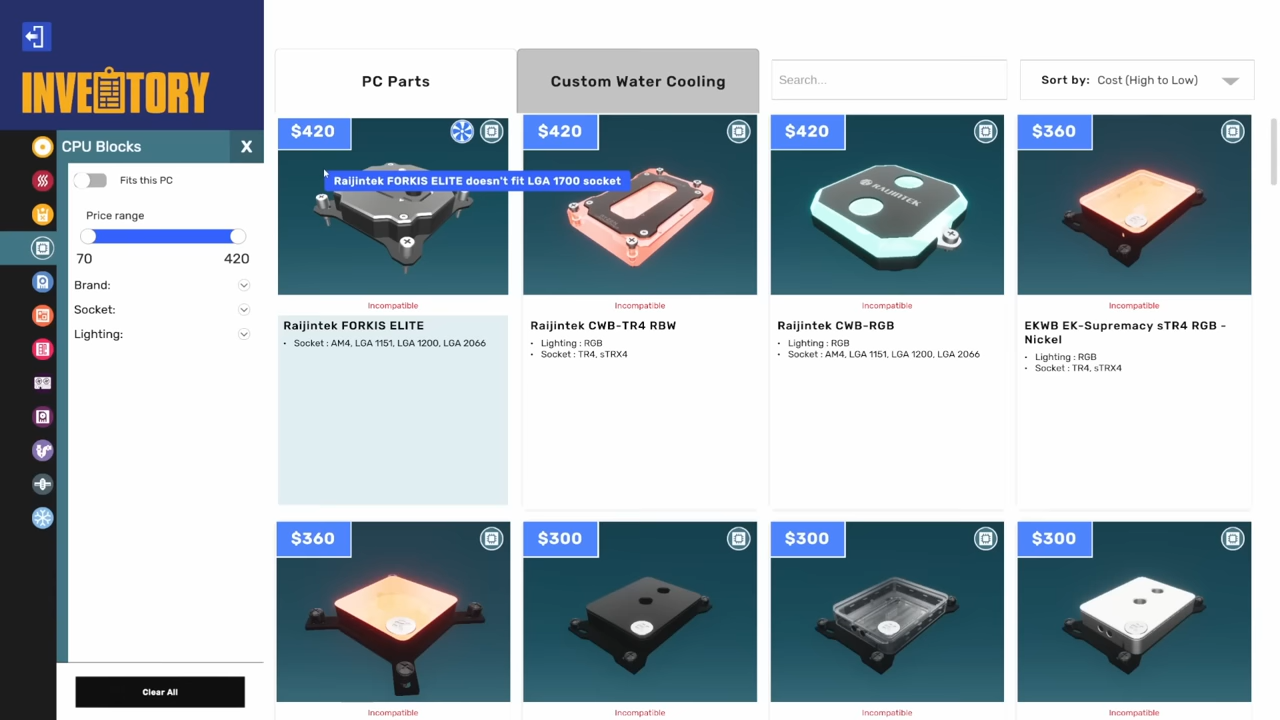 INVENTORY
CPU Blocks
X
Fits this PC
Price range
70
420
Brand:
Socket:
Lighting:
Clear All
PC Parts
Custom Water Cooling
Search...
Sort by: Cost (High to Low)
$420
Raijintek FORKIS ELITE doesn't fit LGA 1700 socket
Incompatible
Raijintek FORKIS ELITE
• Socket : AM4, LGA 1151, LGA 1200, LGA 2066
$420
Incompatible
Raijintek CWB-TR4 RBW
• Lighting : RGB
• Socket : TR4, sTRX4
$420
RAIJINTEK
Incompatible
Raijintek CWB-RGB
• Lighting : RGB
• Socket : AM4, LGA 1151, LGA 1200, LGA 2066
$360
Incompatible
EKWB EK-Supremacy sTR4 RGB -
Nickel
• Lighting : RGB
• Socket : TR4, sTRX4
$360
Incompatible
$300
Incompatible
$300
Incompatible
$300
Incompatible